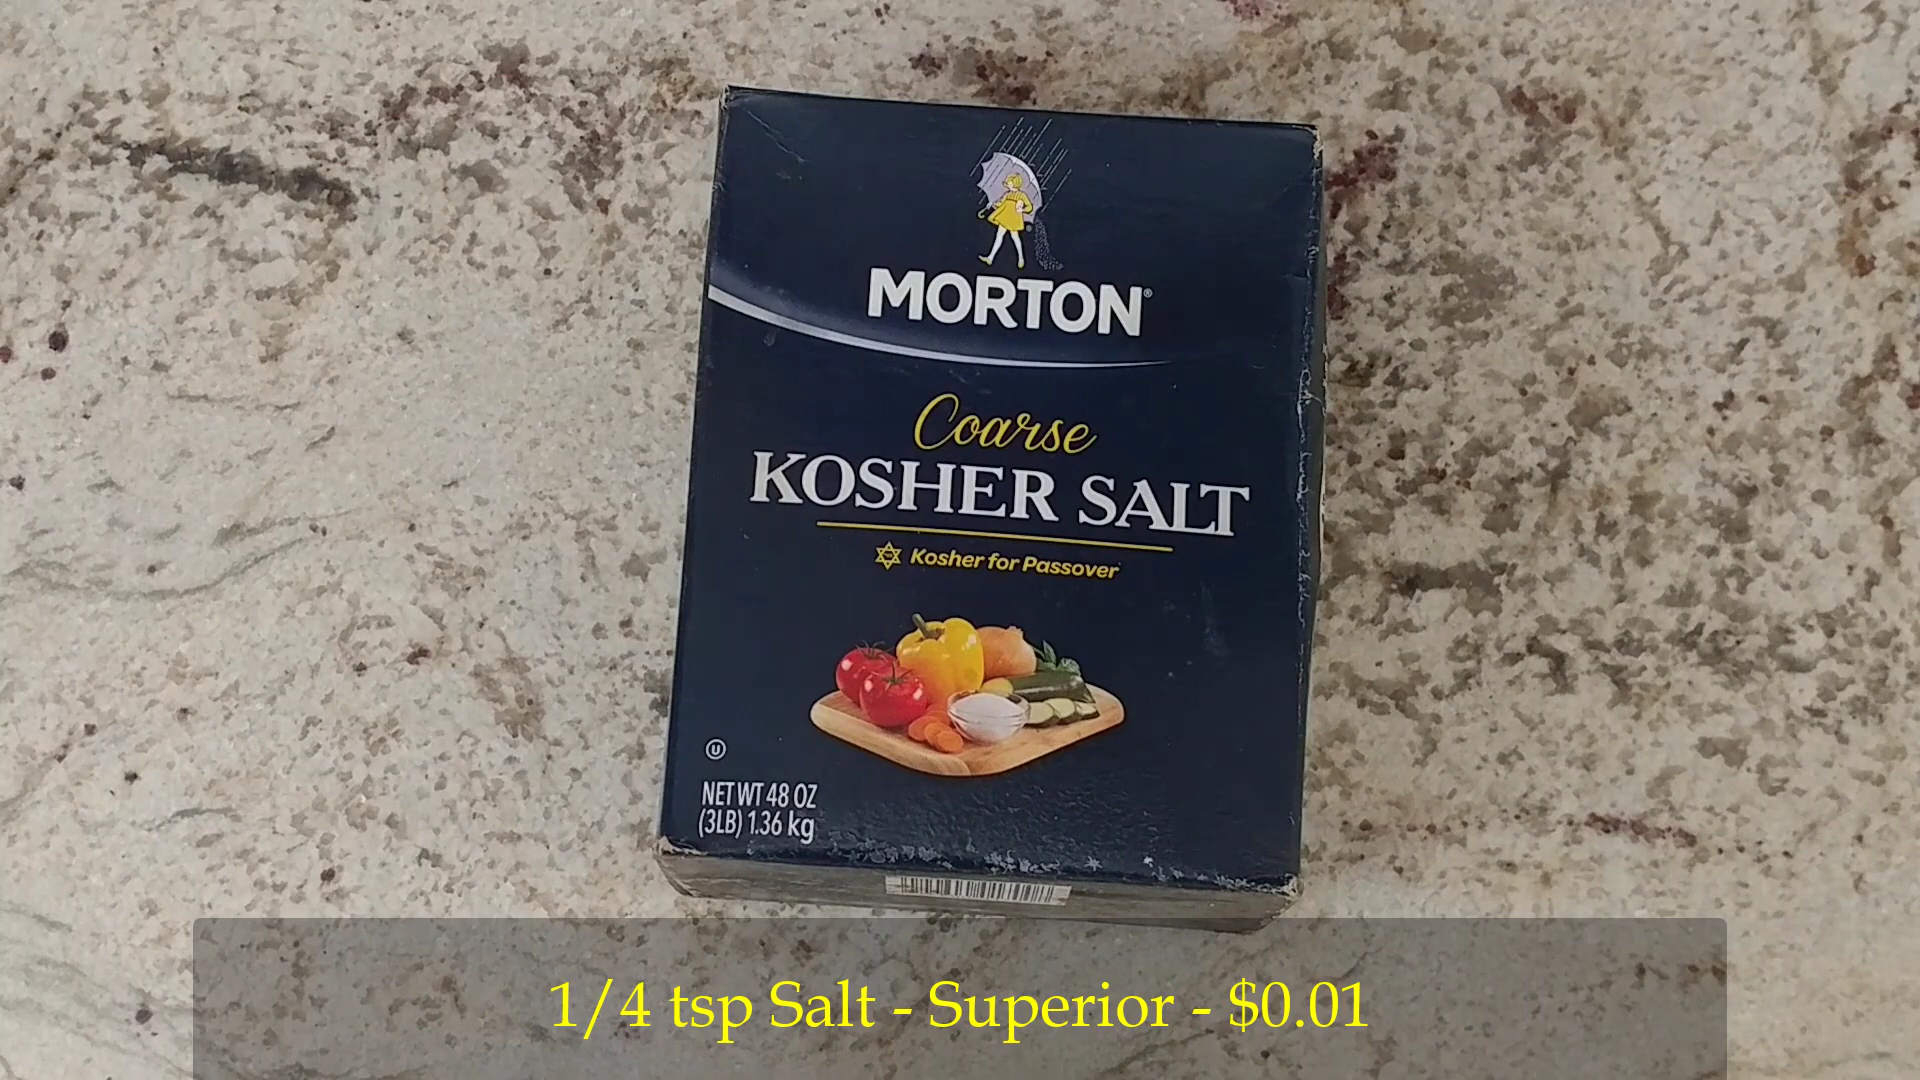 MORTON®
Coarse
KOSHER SALT
Kosher for Passover
U
NET WT 48 OZ
(3LB) 1.36 kg
1/4 tsp Salt - Superior - $0.01